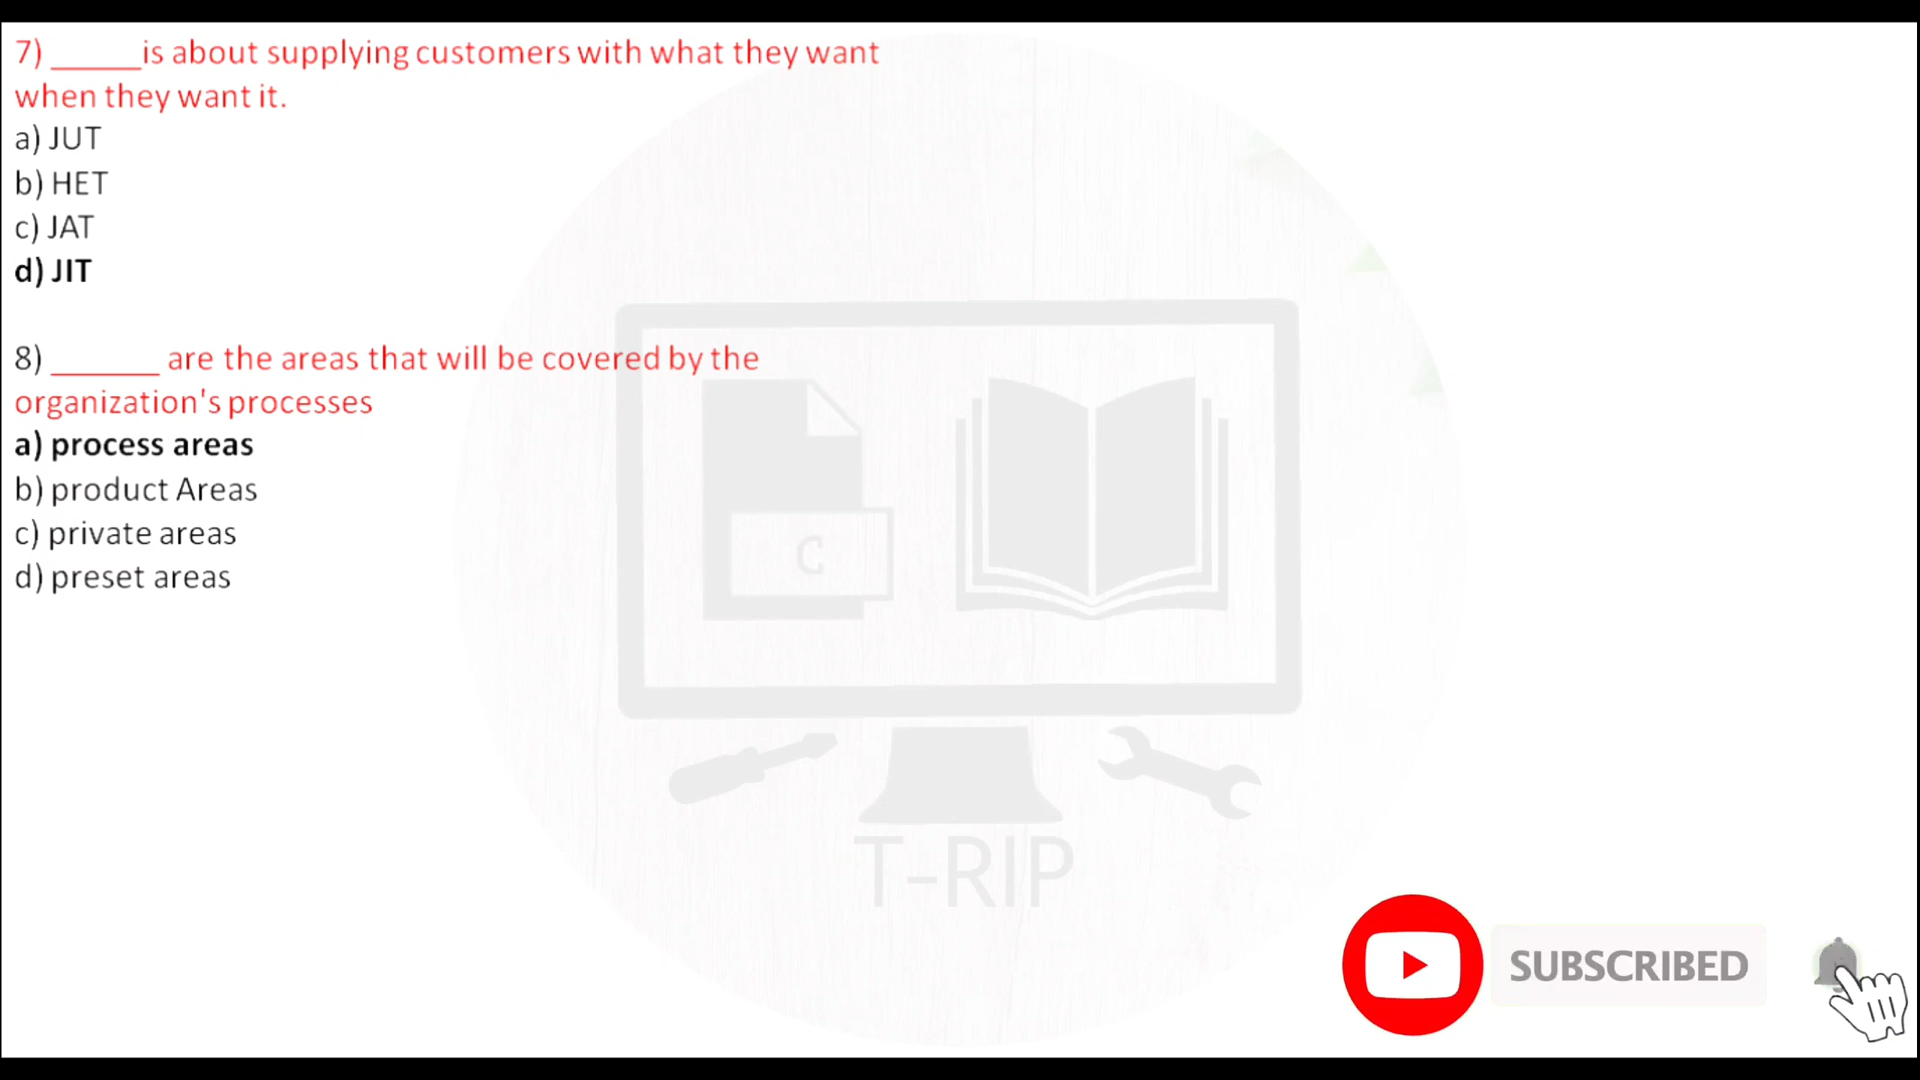 7) _____is about supplying customers with what they want
when they want it.
a) JUT
b) HET
c) JAT
d) JIT
8) ______ are the areas that will be covered by the
organization's processes
a) process areas
b) product Areas
c) private areas
d) preset areas
C
T-RIP
SUBSCRIBED